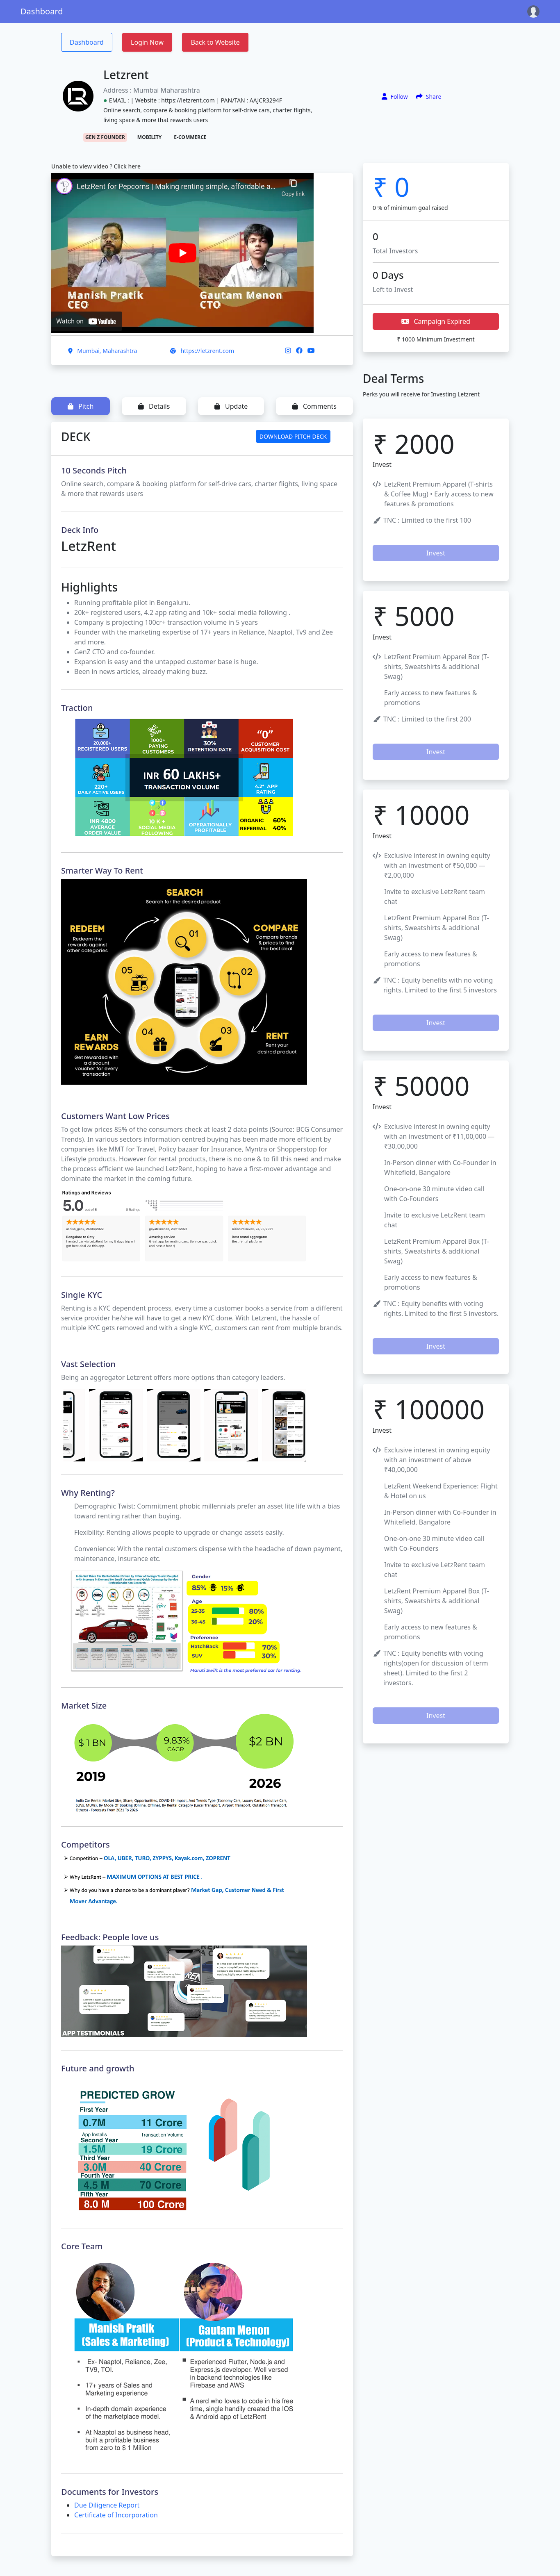 Dashboard
Dashboard
Login Now
Back to Website
Letzrent
Address : Mumbai Maharashtra
EMAIL : | Website : https://letzrent.com | PAN/TAN : AAJCR3294F
Online search, compare & booking platform for self-drive cars, charter flights,
living space & more that rewards users
GEN Z FOUNDER
MOBILITY
E-COMMERCE
Follow
Share
Unable to view video ? Click here
LetzRent for Pepcorns | Making renting simple, affordable a...
Copy link
Manish Pratik
CEO
Gautam Menon
CTO
Watch on YouTube
Mumbai, Maharashtra
https://letzrent.com
₹ 0
0 % of minimum goal raised
0
Total Investors
0 Days
Left to Invest
Campaign Expired
₹ 1000 Minimum Investment
Pitch
Details
Update
Comments
DECK
DOWNLOAD PITCH DECK
10 Seconds Pitch
Online search, compare & booking platform for self-drive cars, charter flights, living space
& more that rewards users
Deck Info
LetzRent
Highlights
Running profitable pilot in Bengaluru.
20k+ registered users, 4.2 app rating and 10k+ social media following .
Company is projecting 100cr+ transaction volume in 5 years
Founder with the marketing expertise of 17+ years in Reliance, Naaptol, Tv9 and Zee
and more.
GenZ CTO and co-founder.
Expansion is easy and the untapped customer base is huge.
Been in news articles, already making buzz.
Traction
20,000+
REGISTERED USERS
1000+
PAYING
CUSTOMERS
30%
RETENTION RATE
"0"
CUSTOMER
ACQUISITION COST
220+
DAILY ACTIVE USERS
INR 60 LAKHS+
TRANSACTION VOLUME
4.2* APP
RATING
INR 4800
AVERAGE
ORDER VALUE
10 K +
SOCIAL MEDIA
FOLLOWING
OPERATIONALLY
PROFITABLE
ORGANIC 60%
REFERRAL 40%
Smarter Way To Rent
SEARCH
Search for the desired product
01
COMPARE
Compare brands
& prices to find
the best deal
02
RENT
Rent your
desired product
03
EARN
REWARDS
Get rewarded with
a discount
voucher for every
transaction
04
REDEEM
Redeem the
rewards against
other categories
05
Customers Want Low Prices
To get low prices 85% of the consumers check at least 2 data points (Source: BCG Consumer
Trends). In various sectors information centred buying has been made more efficient by
companies like MMT for Travel, Policy bazaar for Insurance, Myntra or Shopperstop for
Lifestyle products. However for rental products, there is no one & to fill this need and make
the process efficient we launched LetzRent, hoping to have a first-mover advantage and
dominate the market in the coming future.
Ratings and Reviews
5.0 out of 5
6 Ratings
Bangalore to Ooty
Amazing service
Best rental aggregator
Best rental platform
Single KYC
Renting is a KYC dependent process, every time a customer books a service from a different
service provider he/she will have to get a new KYC done. With Letzrent, the hassle of
multiple KYC gets removed and with a single KYC, customers can rent from multiple brands.
Vast Selection
Being an aggregator Letzrent offers more options than category leaders.
Why Renting?
Demographic Twist: Commitment phobic millennials prefer an asset lite life with a bias
toward renting rather than buying.
Flexibility: Renting allows people to upgrade or change assets easily.
Convenience: With the rental customers dispense with the headache of down payment,
maintenance, insurance etc.
Gender
85% 15%
Age
25-35 80%
36-45 20%
Preference
HatchBack 70%
SUV 30%
Maruti Swift is the most preferred car for renting
Market Size
$ 1 BN
9.83%
CAGR
$2 BN
2019
2026
India Car Rental Market Size, Share, Opportunities, COVID-19 Impact, And Trends By Type (Economy Cars, Luxury Cars, Executive Cars,
Forecasts From 2021 To 2026
Competitors
➢ Competition – OLA, UBER, TURO, ZYPPYS, Kayak.com, ZOPRENT
➢ Why LetzRent – MAXIMUM OPTIONS AT BEST PRICE .
➢ Why do you have a chance to be a dominant player? Market Gap, Customer Need & First
Mover Advantage.
Feedback: People love us
APP TESTIMONIALS
Future and growth
PREDICTED GROW
First Year
0.7M 11 Crore
App Installs Transaction Volume
Second Year
1.5M 19 Crore
Third Year
3.0M 40 Crore
Fourth Year
4.5 M 70 Crore
Fifth Year
8.0 M 100 Crore
Core Team
Manish Pratik
(Sales & Marketing)
Gautam Menon
(Product & Technology)
Ex- Naaptol, Reliance, Zee,
TV9, TOI.
17+ years of Sales and
Marketing experience
In-depth domain experience
of the marketplace model.
At Naaptol as business head,
built a profitable business
from zero to $ 1 Million
Experienced Flutter, Node.js and
Express.js developer. Well versed
in backend technologies like
Firebase and AWS
A nerd who loves to code in his free
time, single handily created the IOS
& Android app of LetzRent
Documents for Investors
Due Diligence Report
Certificate of Incorporation
Deal Terms
Perks you will receive for Investing Letzrent
₹ 2000
Invest
LetzRent Premium Apparel (T-shirts
& Coffee Mug) • Early access to new
features & promotions
TNC : Limited to the first 100
Invest
₹ 5000
Invest
LetzRent Premium Apparel Box (T-
shirts, Sweatshirts & additional
Swag)
Early access to new features &
promotions
TNC : Limited to the first 200
Invest
₹ 10000
Invest
Exclusive interest in owning equity
with an investment of ₹50,000 —
₹2,00,000
Invite to exclusive LetzRent team
chat
LetzRent Premium Apparel Box (T-
shirts, Sweatshirts & additional
Swag)
Early access to new features &
promotions
TNC : Equity benefits with no voting
rights. Limited to the first 5 investors
Invest
₹ 50000
Invest
Exclusive interest in owning equity
with an investment of ₹11,00,000 —
₹30,00,000
In-Person dinner with Co-Founder in
Whitefield, Bangalore
One-on-one 30 minute video call
with Co-Founders
Invite to exclusive LetzRent team
chat
LetzRent Premium Apparel Box (T-
shirts, Sweatshirts & additional
Swag)
Early access to new features &
promotions
TNC : Equity benefits with voting
rights. Limited to the first 5 investors.
Invest
₹ 100000
Invest
Exclusive interest in owning equity
with an investment of above
₹40,00,000
LetzRent Weekend Experience: Flight
& Hotel on us
In-Person dinner with Co-Founder in
Whitefield, Bangalore
One-on-one 30 minute video call
with Co-Founders
Invite to exclusive LetzRent team
chat
LetzRent Premium Apparel Box (T-
shirts, Sweatshirts & additional
Swag)
Early access to new features &
promotions
TNC : Equity benefits with voting
rights(open for discussion of term
sheet). Limited to the first 2
investors.
Invest